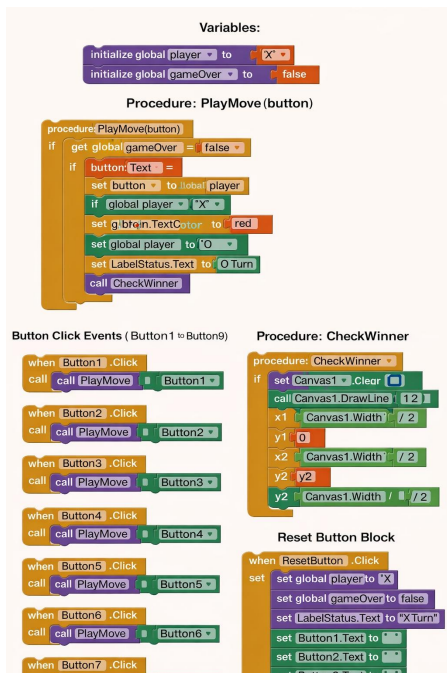 Variables:
initialize global player to "X"
initialize global gameOver to false
Procedure: PlayMove (button)
procedure: PlayMove(button)
if get global gameOver = false
if button: Text =
set button to global player
if global player "X"
set to red
set global player to "O
set LabelStatus.Text to O Turn
call CheckWinner
Button Click Events (Button1 to Button9)
when Button1 .Click
call call PlayMove Button1
when Button2 .Click
call call PlayMove Button2
when Button3 .Click
call call PlayMove Button3
when Button4 .Click
call call PlayMove Button4
when Button5 .Click
call call PlayMove Button5
when Button6 .Click
call call PlayMove Button6
when Button7 .Click
Procedure: CheckWinner
procedure: CheckWinner
if set Canvas1 .Clear
call Canvas1.DrawLine 12
x1 Canvas1.Width / 2
y1 0
x2 Canvas1.Width / 2
y2 y2
y2 Canvas1.Width / / 2
Reset Button Block
when ResetButton .Click
set set global player to "X
set global gameOver to false
set LabelStatus.Text to "X Turn"
set Button1.Text to " "
set Button2.Text to " "